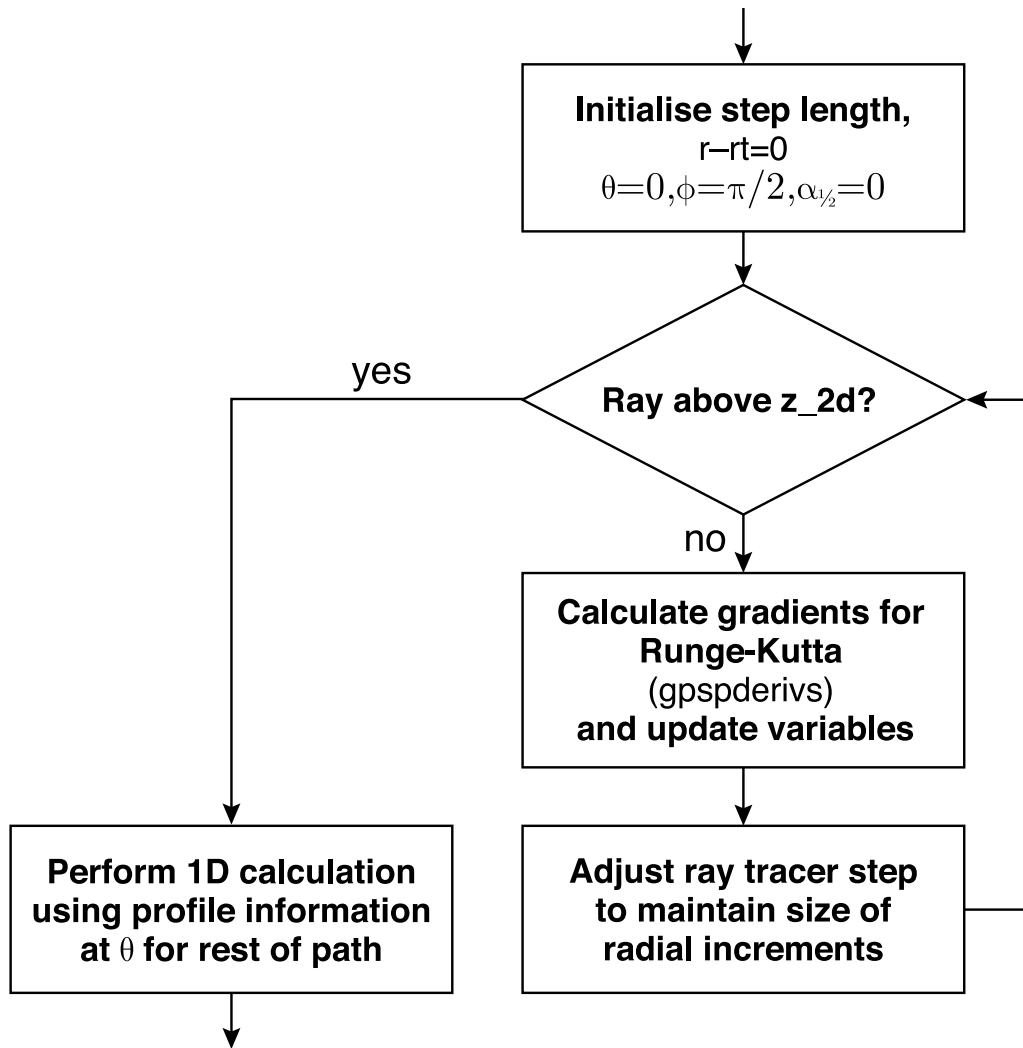 Initialise step length,
r–rt=0
θ=0,ϕ=π/2,α½=0
yes
Ray above z_2d?
no
Calculate gradients for
Runge-Kutta
(gpspderivs)
and update variables
Perform 1D calculation
using profile information
at θ for rest of path
Adjust ray tracer step
to maintain size of
radial increments